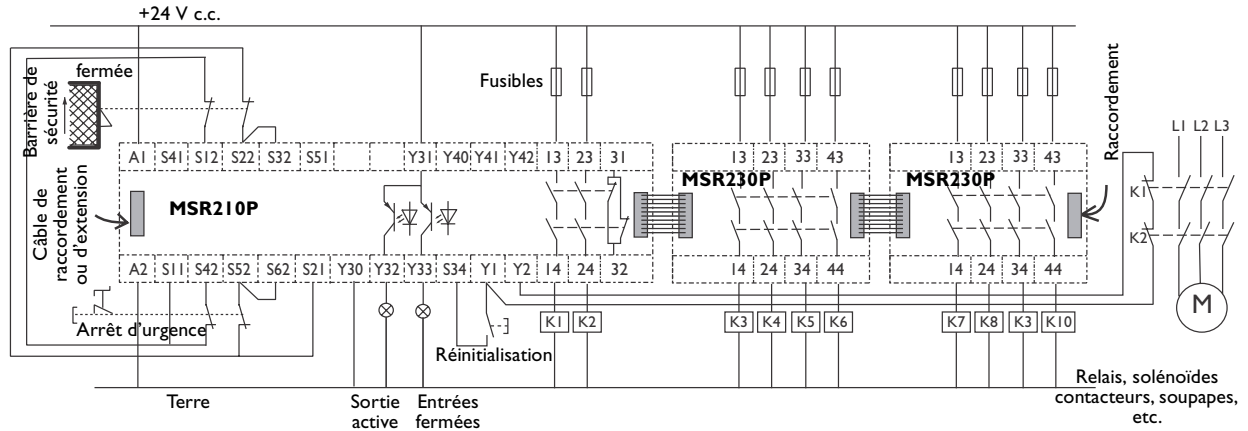 +24 V c.c.
Barrière de
sécurité
fermée
Fusibles
Raccordement
L1 L2 L3
A1 S41 S12 S22 S32 S51 Y31 Y40 Y41 Y42 13 23 31
13 23 33 43
13 23 33 43
MSR210P
MSR230P
MSR230P
K1
K2
Câble de
raccordement
ou d'extension
A2 S11 S42 S52 S62 S21 Y30 Y32 Y33 S34 Y1 Y2 14 24 32
14 24 34 44
14 24 34 44
M
Arrêt d'urgence
K1 K2
K3 K4 K5 K6
K7 K8 K3 K10
Réinitialisation
Terre
Sortie
active
Entrées
fermées
Relais, solénoïdes
contacteurs, soupapes,
etc.